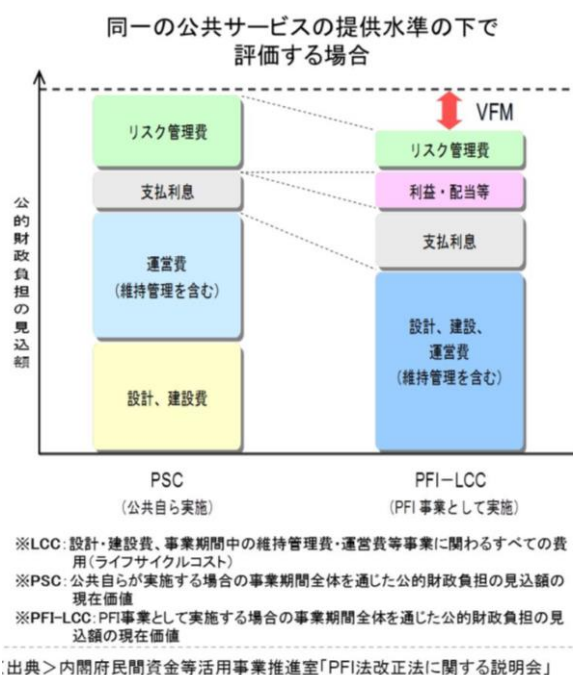 同一の公共サービスの提供水準の下で
評価する場合
公的財政負担の見込額
VFM
リスク管理費
支払利息
運営費
(維持管理を含む)
設計、建設費
リスク管理費
利益・配当等
支払利息
設計、建設、
運営費
(維持管理を含む)
PSC
(公共自ら実施)
PFI−LCC
(PFI事業として実施)
※LCC:設計・建設費、事業期間中の維持管理費・運営費等事業に関わるすべての費
用(ライフサイクルコスト)
※PSC:公共自らが実施する場合の事業期間全体を通じた公的財政負担の見込額の
現在価値
※PFI-LCC:PFI事業として実施する場合の事業期間全体を通じた公的財政負担の見
込額の現在価値
出典>内閣府民間資金等活用事業推進室「PFI法改正法に関する説明会」